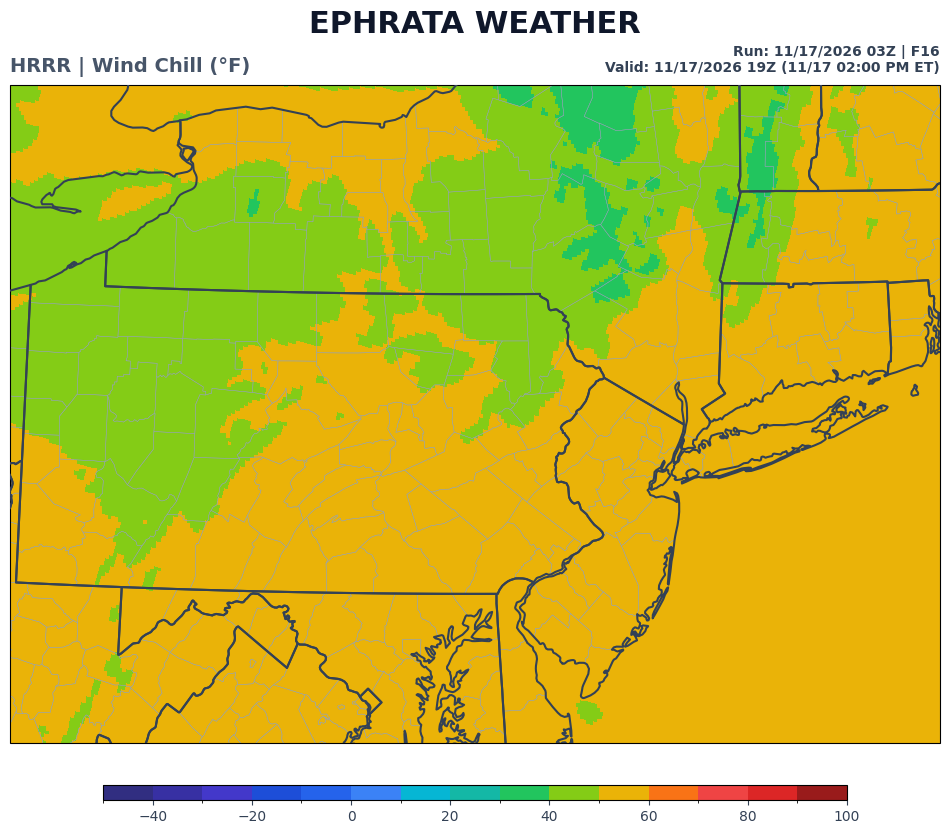 EPHRATA WEATHER
HRRR | Wind Chill (°F)
Run: 11/17/2026 03Z | F16
Valid: 11/17/2026 19Z (11/17 02:00 PM ET)
−40 −20 0 20 40 60 80 100